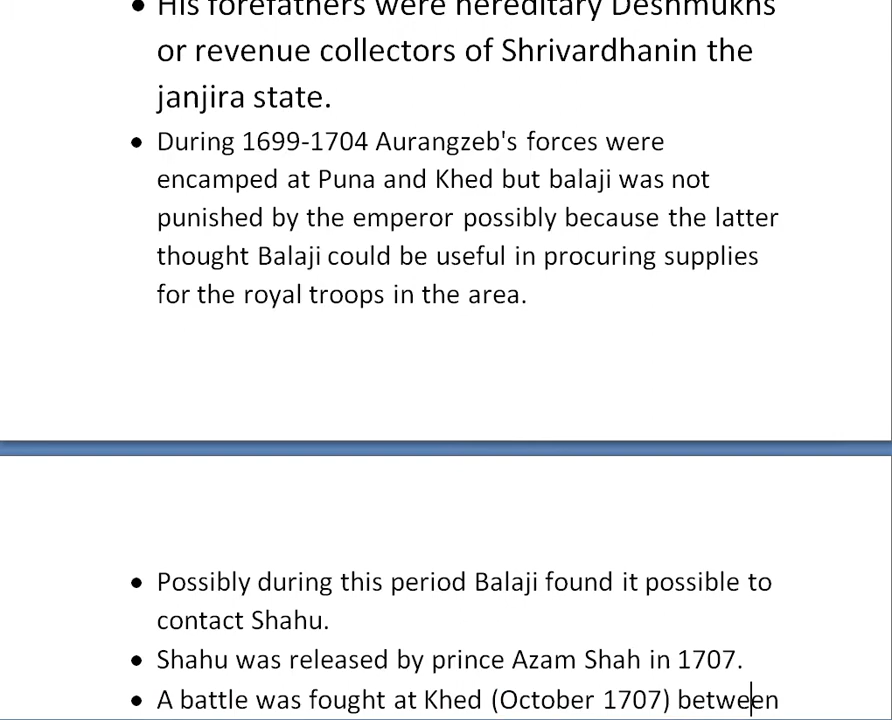 • His forefathers were hereditary Deshmukhs
or revenue collectors of Shrivardhanin the
janjira state.
• During 1699-1704 Aurangzeb's forces were
encamped at Puna and Khed but balaji was not
punished by the emperor possibly because the latter
thought Balaji could be useful in procuring supplies
for the royal troops in the area.
• Possibly during this period Balaji found it possible to
contact Shahu.
• Shahu was released by prince Azam Shah in 1707.
• A battle was fought at Khed (October 1707) between